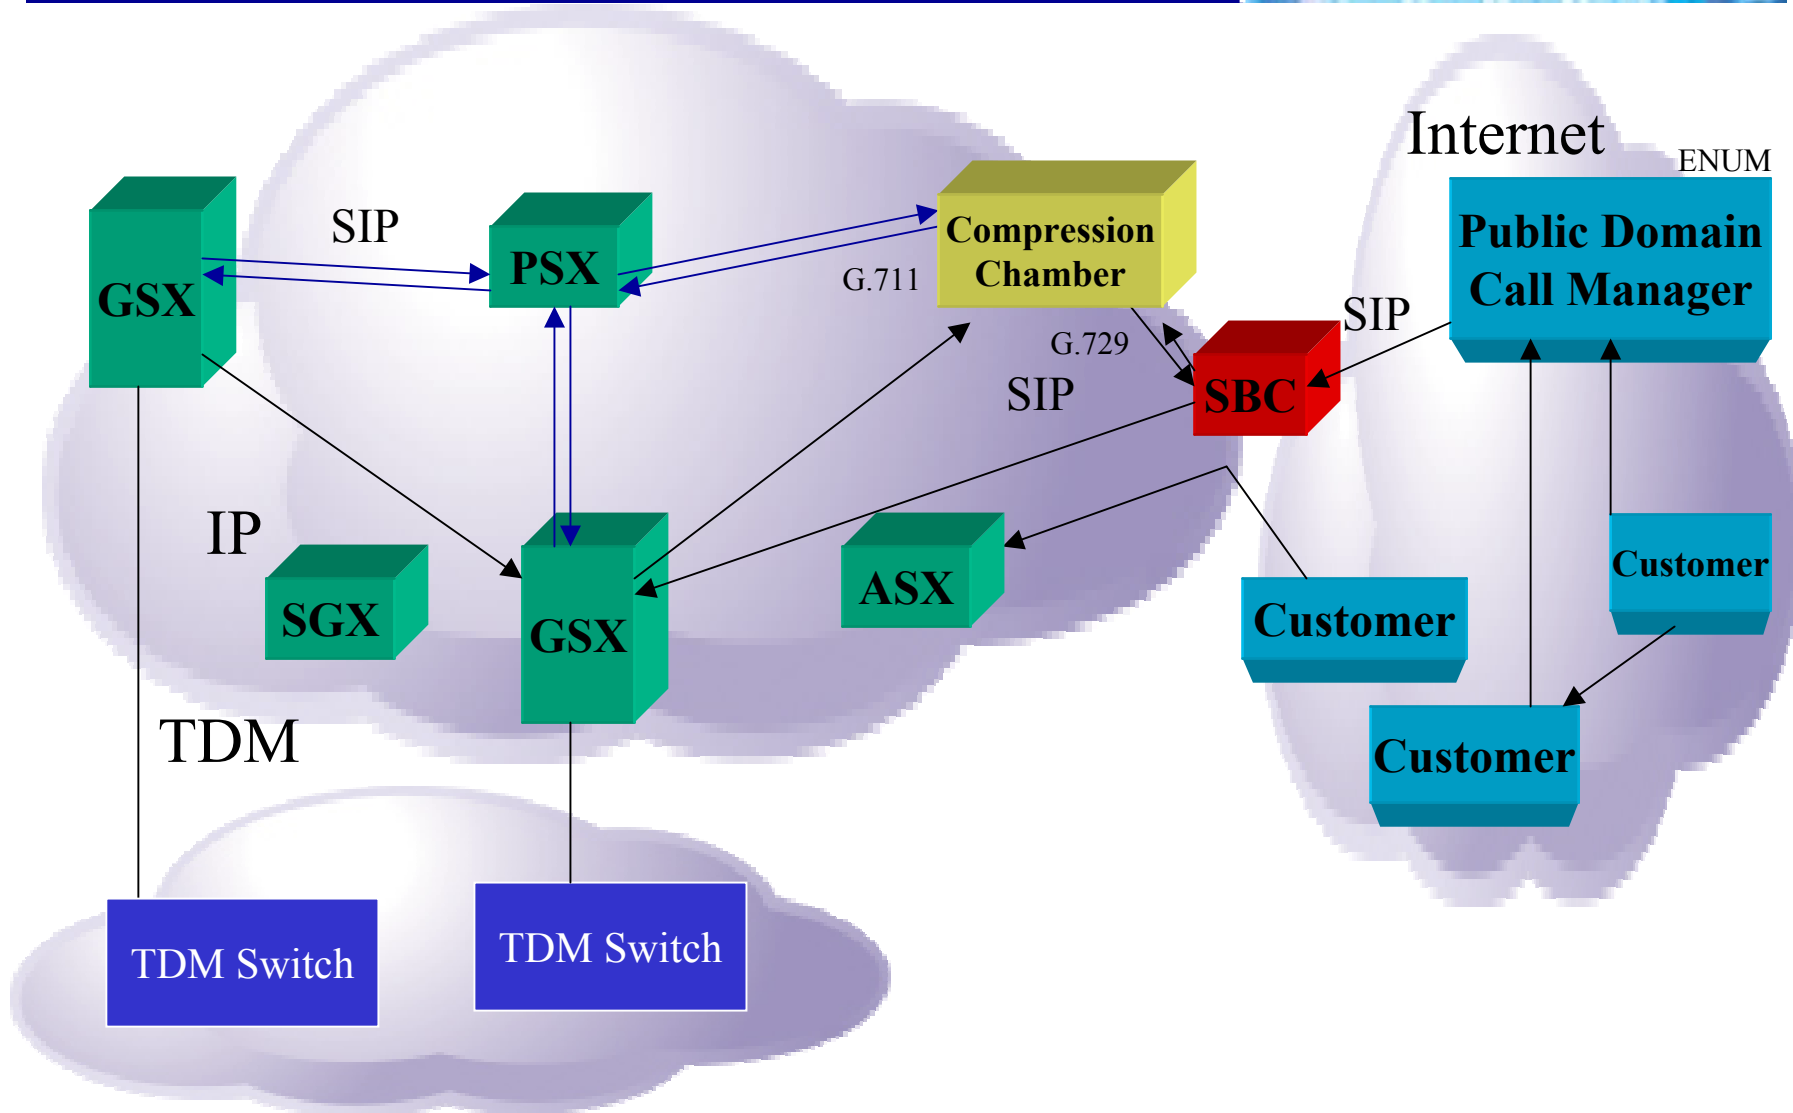 Internet
ENUM
SIP
PSX
GSX
Compression
Chamber
G.711
Public Domain
Call Manager
SIP
G.729
SIP
SBC
IP
SGX
GSX
ASX
Customer
Customer
Customer
TDM
TDM Switch
TDM Switch